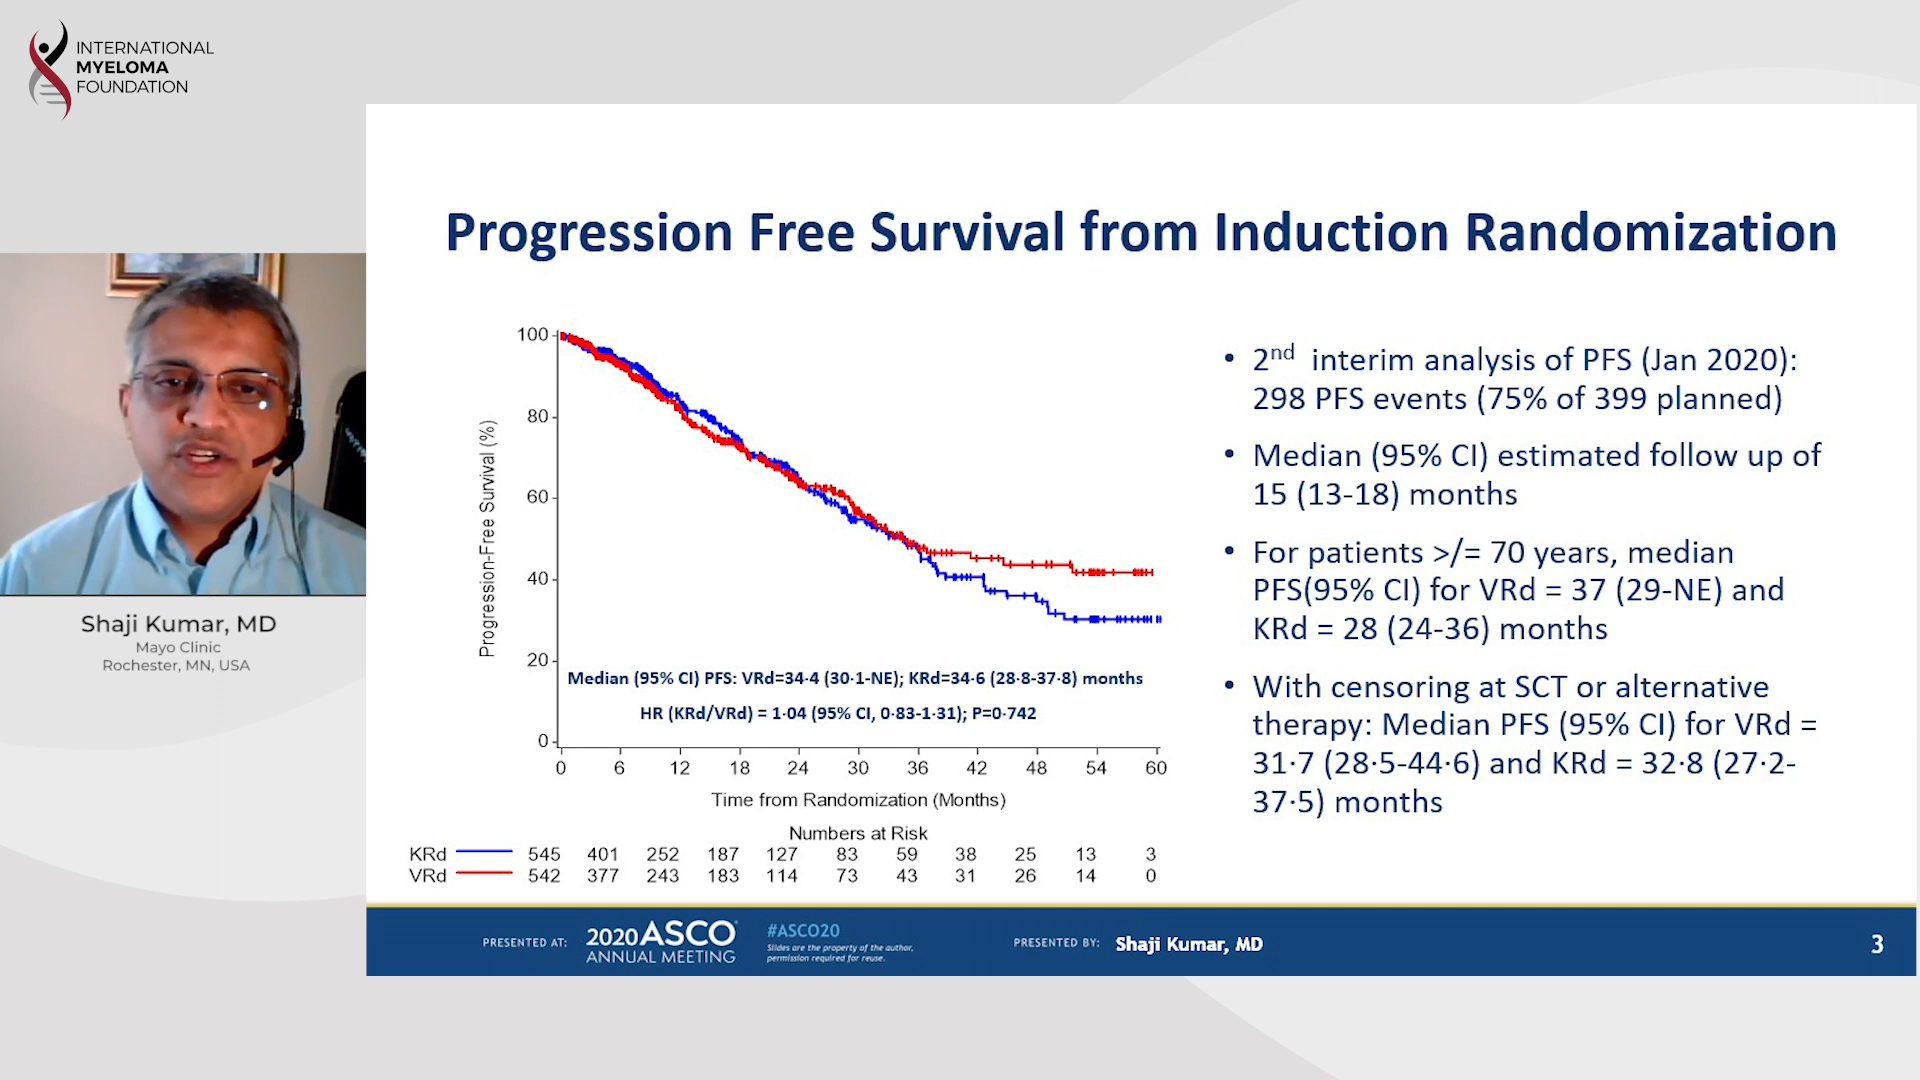 INTERNATIONAL
MYELOMA
FOUNDATION
Shaji Kumar, MD
Mayo Clinic
Rochester, MN, USA
Progression Free Survival from Induction Randomization
Progression-Free Survival (%)
100
80
60
40
20
0
Median (95% CI) PFS: VRd=34·4 (30·1-NE); KRd=34·6 (28·8-37·8) months
HR (KRd/VRd) = 1·04 (95% CI, 0·83-1·31); P=0·742
0 6 12 18 24 30 36 42 48 54 60
Time from Randomization (Months)
Numbers at Risk
KRd 545 401 252 187 127 83 59 38 25 13 3
VRd 542 377 243 183 114 73 43 31 26 14 0
• 2nd interim analysis of PFS (Jan 2020):
298 PFS events (75% of 399 planned)
• Median (95% CI) estimated follow up of
15 (13-18) months
• For patients >/= 70 years, median
PFS(95% CI) for VRd = 37 (29-NE) and
KRd = 28 (24-36) months
• With censoring at SCT or alternative
therapy: Median PFS (95% CI) for VRd =
31·7 (28·5-44·6) and KRd = 32·8 (27·2-
37·5) months
PRESENTED AT:
2020 ASCO
ANNUAL MEETING
#ASCO20
Slides are the property of the author,
permission required for reuse.
PRESENTED BY: Shaji Kumar, MD
3